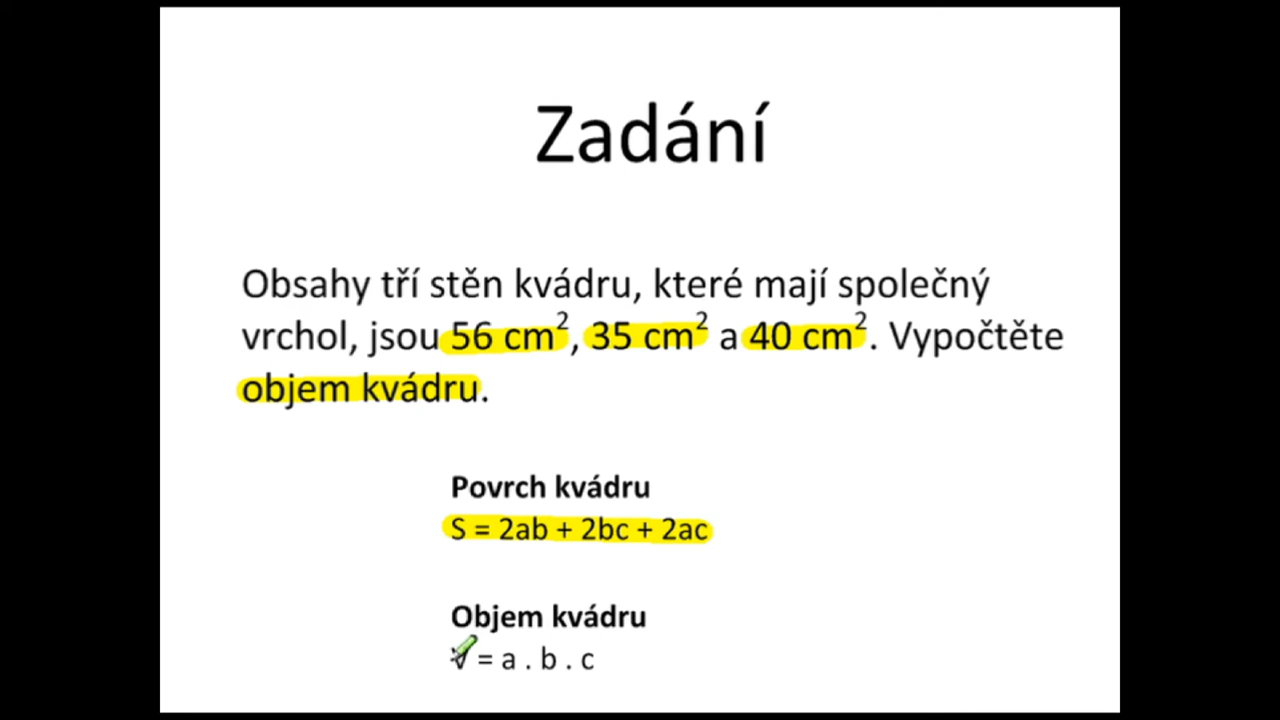 Zadání
Obsahy tří stěn kvádru, které mají společný
vrchol, jsou 56 cm², 35 cm² a 40 cm². Vypočtěte
objem kvádru.
Povrch kvádru
S = 2ab + 2bc + 2ac
Objem kvádru
V = a . b . c